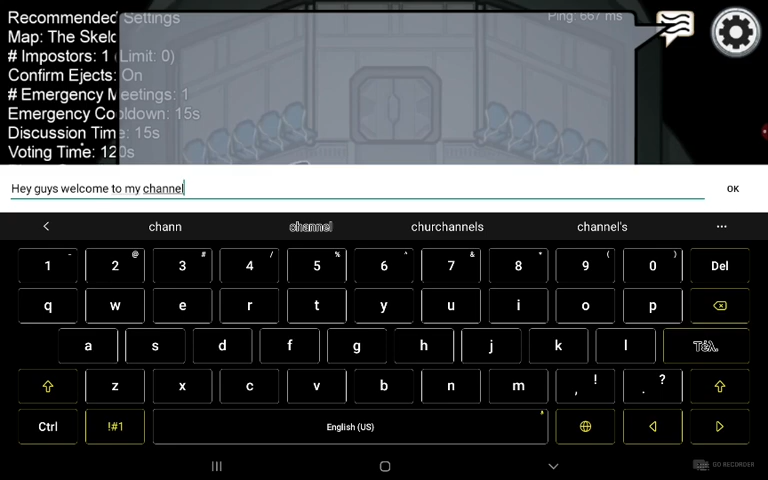 Recommended Settings
Ping: 667 ms
Map: The Skeld
# Impostors: 1 (Limit: 0)
Confirm Ejects: On
# Emergency Meetings: 1
Emergency Cooldown: 15s
Discussion Time: 15s
Voting Time: 120s
Hey guys welcome to my channel
OK
chann channel churchannels channel's
- @ # / % ^ & * ( )
1 2 3 4 5 6 7 8 9 0 Del
q w e r t y u i o p
a s d f g h j k l Τέλ.
z x c v b n m , ! . ?
Ctrl !#1 English (US)
GO RECORDER